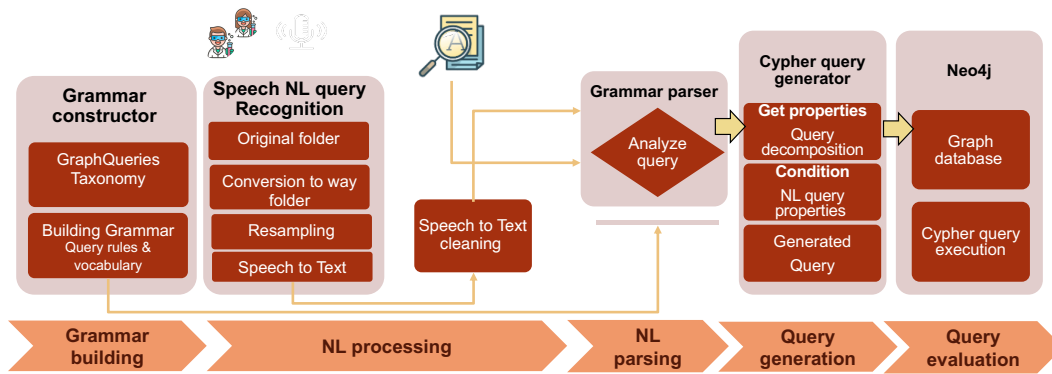 Grammar
constructor
GraphQueries
Taxonomy
Building Grammar
Query rules &
vocabulary
Speech NL query
Recognition
Original folder
Conversion to way
folder
Resampling
Speech to Text
A
Speech to Text
cleaning
Grammar parser
Analyze
query
Cypher query
generator
Get properties
Query
decomposition
Condition
NL query
properties
Generated
Query
Neo4j
Graph
database
Cypher query
execution
Grammar
building
NL processing
NL
parsing
Query
generation
Query
evaluation